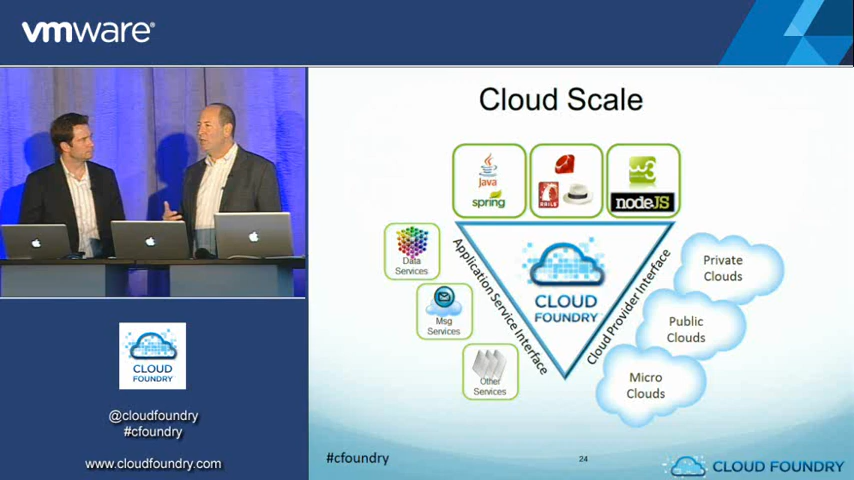 vmware®
Cloud Scale
Java
spring
RAILS
nodeJS
Data
Services
Msg
Services
Other
Services
Application Service Interface
Cloud Provider Interface
CLOUD
FOUNDRY
Private
Clouds
Public
Clouds
Micro
Clouds
CLOUD
FOUNDRY
@cloudfoundry
#cfoundry
www.cloudfoundry.com
#cfoundry
24
CLOUD FOUNDRY